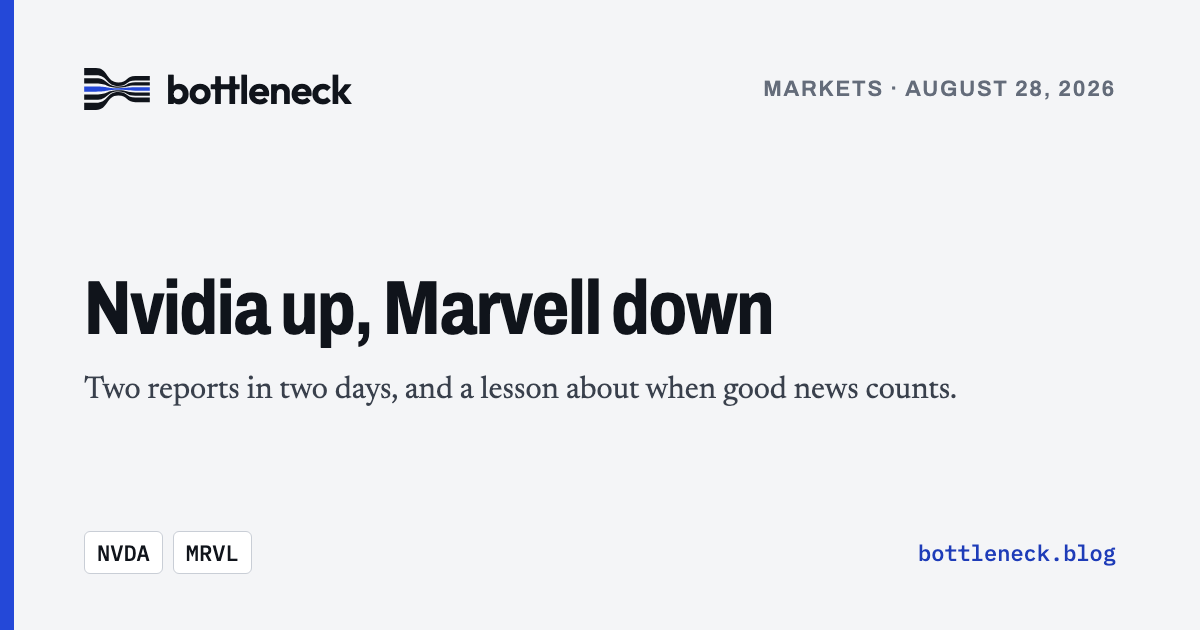 bottleneck
MARKETS · AUGUST 28, 2026
Nvidia up, Marvell down
Two reports in two days, and a lesson about when good news counts.
NVDA
MRVL
bottleneck.blog